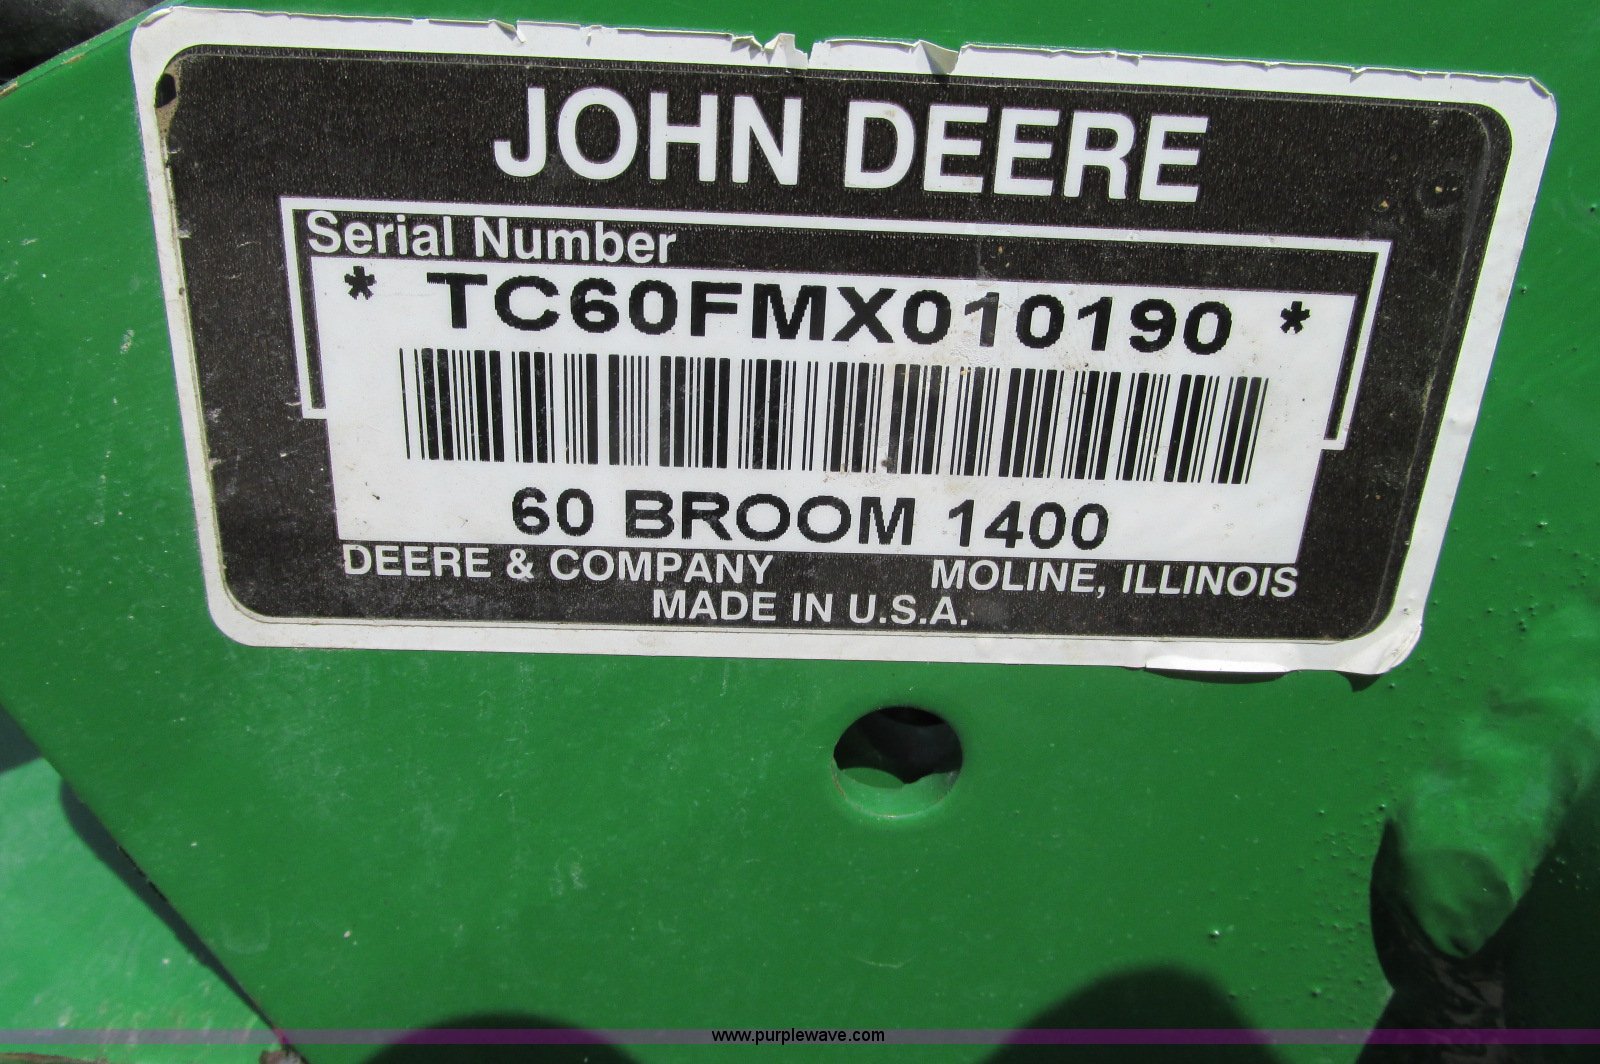 JOHN DEERE
Serial Number
* TC60FMX010190 *
60 BROOM 1400
DEERE & COMPANY MOLINE, ILLINOIS
MADE IN U.S.A.
www.purplewave.com